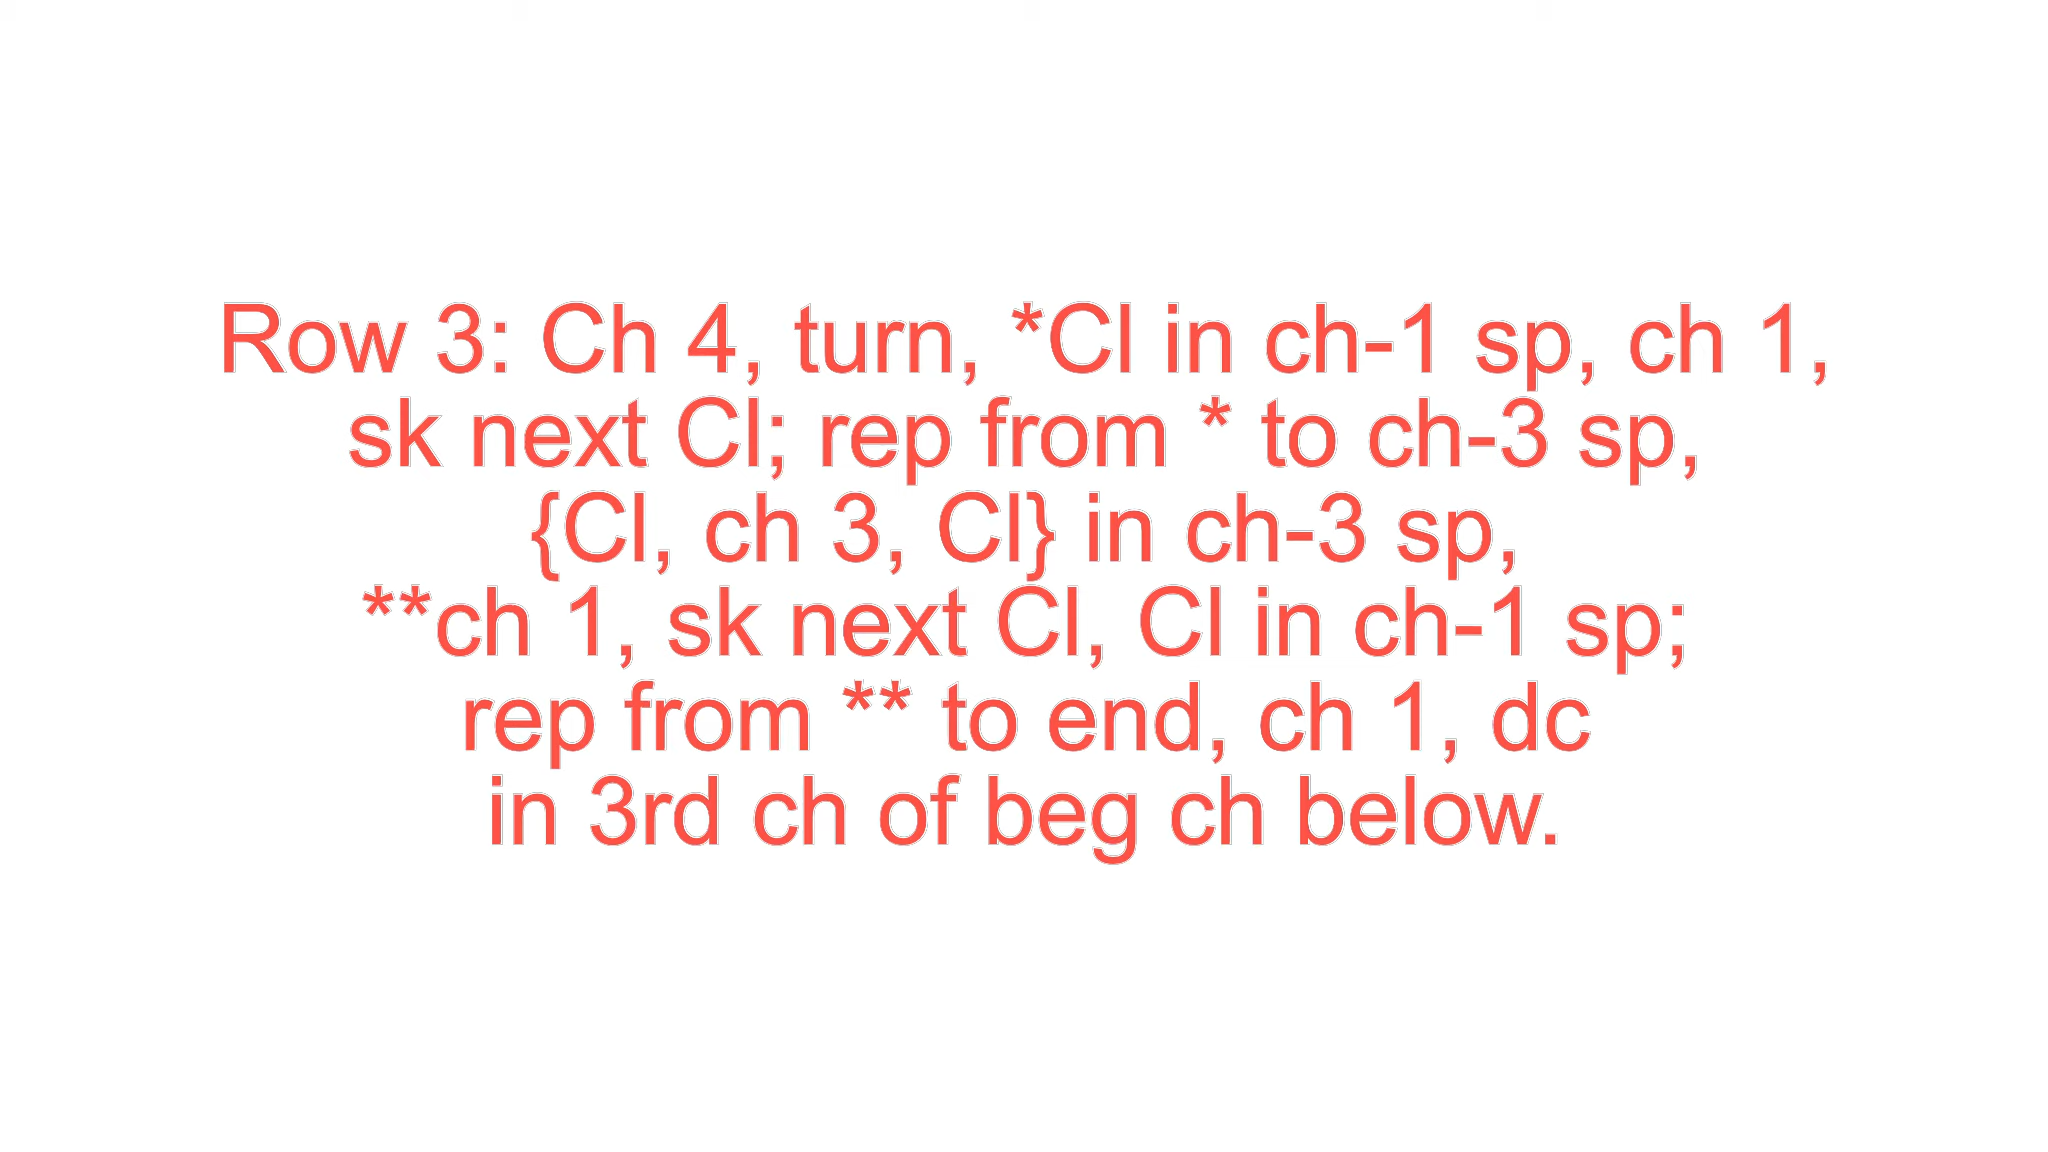 Row 3: Ch 4, turn, *Cl in ch-1 sp, ch 1,
sk next Cl; rep from * to ch-3 sp,
{Cl, ch 3, Cl} in ch-3 sp,
**ch 1, sk next Cl, Cl in ch-1 sp;
rep from ** to end, ch 1, dc
in 3rd ch of beg ch below.